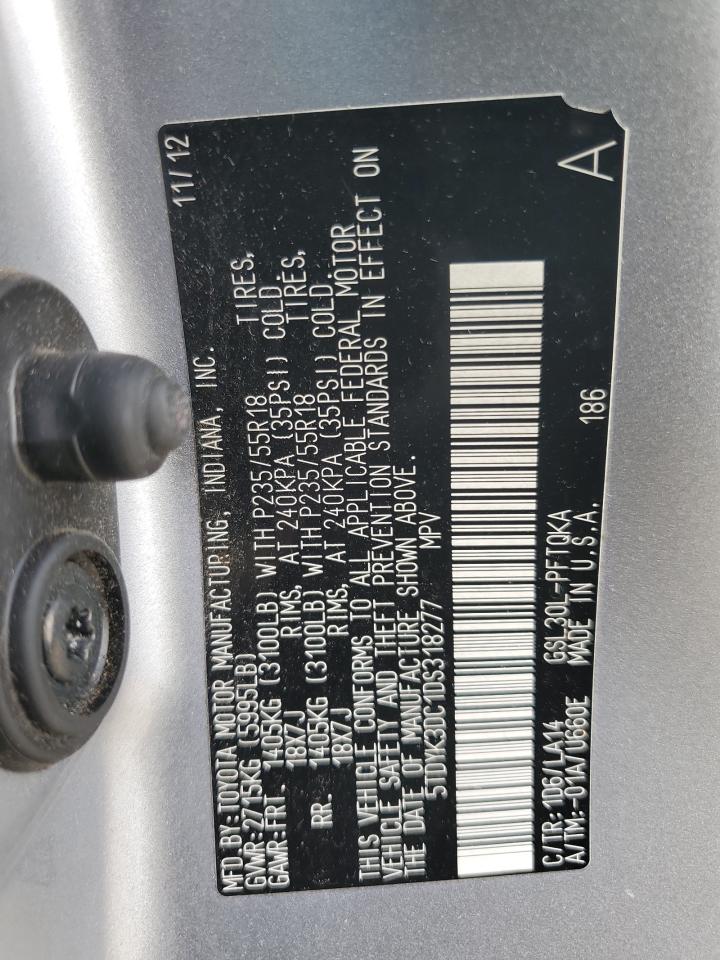 MFD. BY: TOYOTA MOTOR MANUFACTURING, INDIANA, INC. 11/12
GVWR: 2715KG (5995LB)
GAWR: FRT. 1405KG (3100LB) WITH P235/55R18 TIRES,
18X7J RIMS, AT 240KPA (35PSI) COLD.
RR. 1405KG (3100LB) WITH P235/55R18 TIRES,
18X7J RIMS, AT 240KPA (35PSI) COLD.
THIS VEHICLE CONFORMS TO ALL APPLICABLE FEDERAL MOTOR
VEHICLE SAFETY AND THEFT PREVENTION STANDARDS IN EFFECT ON
THE DATE OF MANUFACTURE SHOWN ABOVE.
5TDYK3DC1DS318277 MPV
C/TR: 1D6/LA14 GSL30L-PFTQKA 186 A
A/TM: -01A/U660E MADE IN U.S.A.